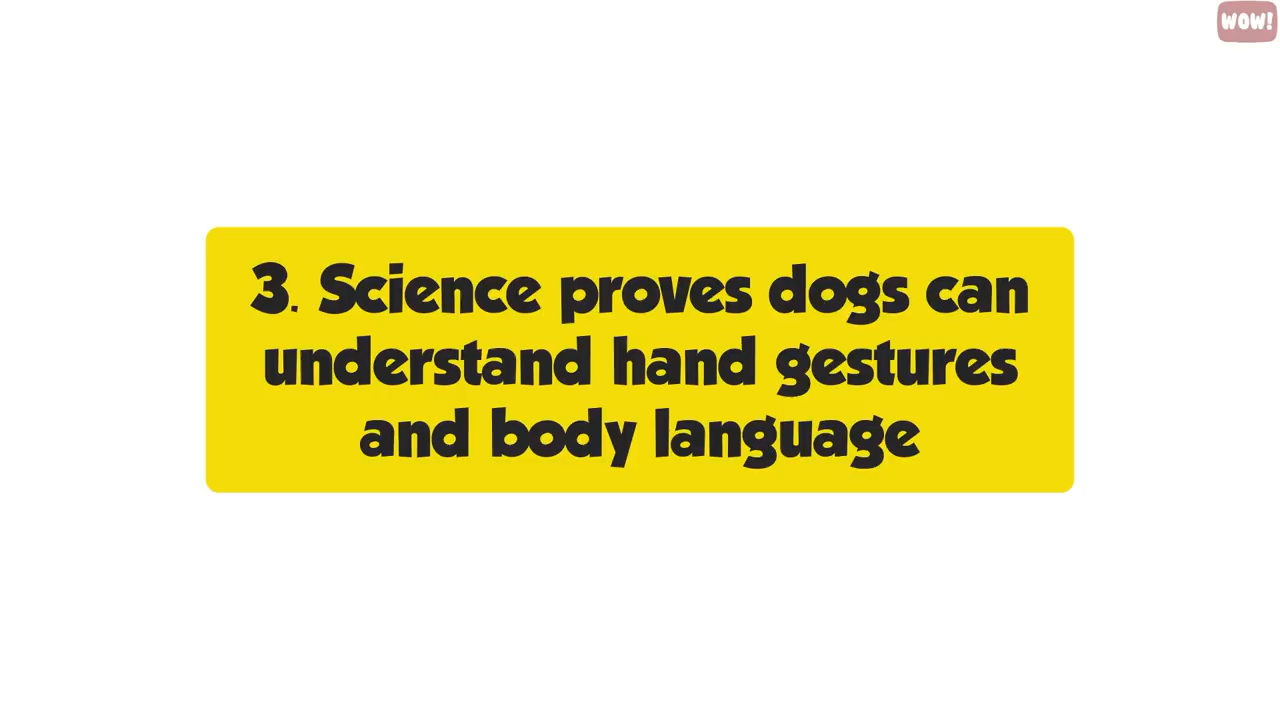 WOW!
3. Science proves dogs can
understand hand gestures
and body language